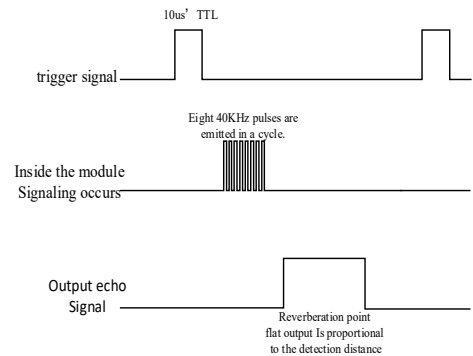 10us’ TTL
trigger signal
Eight 40KHz pulses are
emitted in a cycle.
Inside the module
Signaling occurs
Output echo
Signal
Reverberation point
flat output Is proportional
to the detection distance